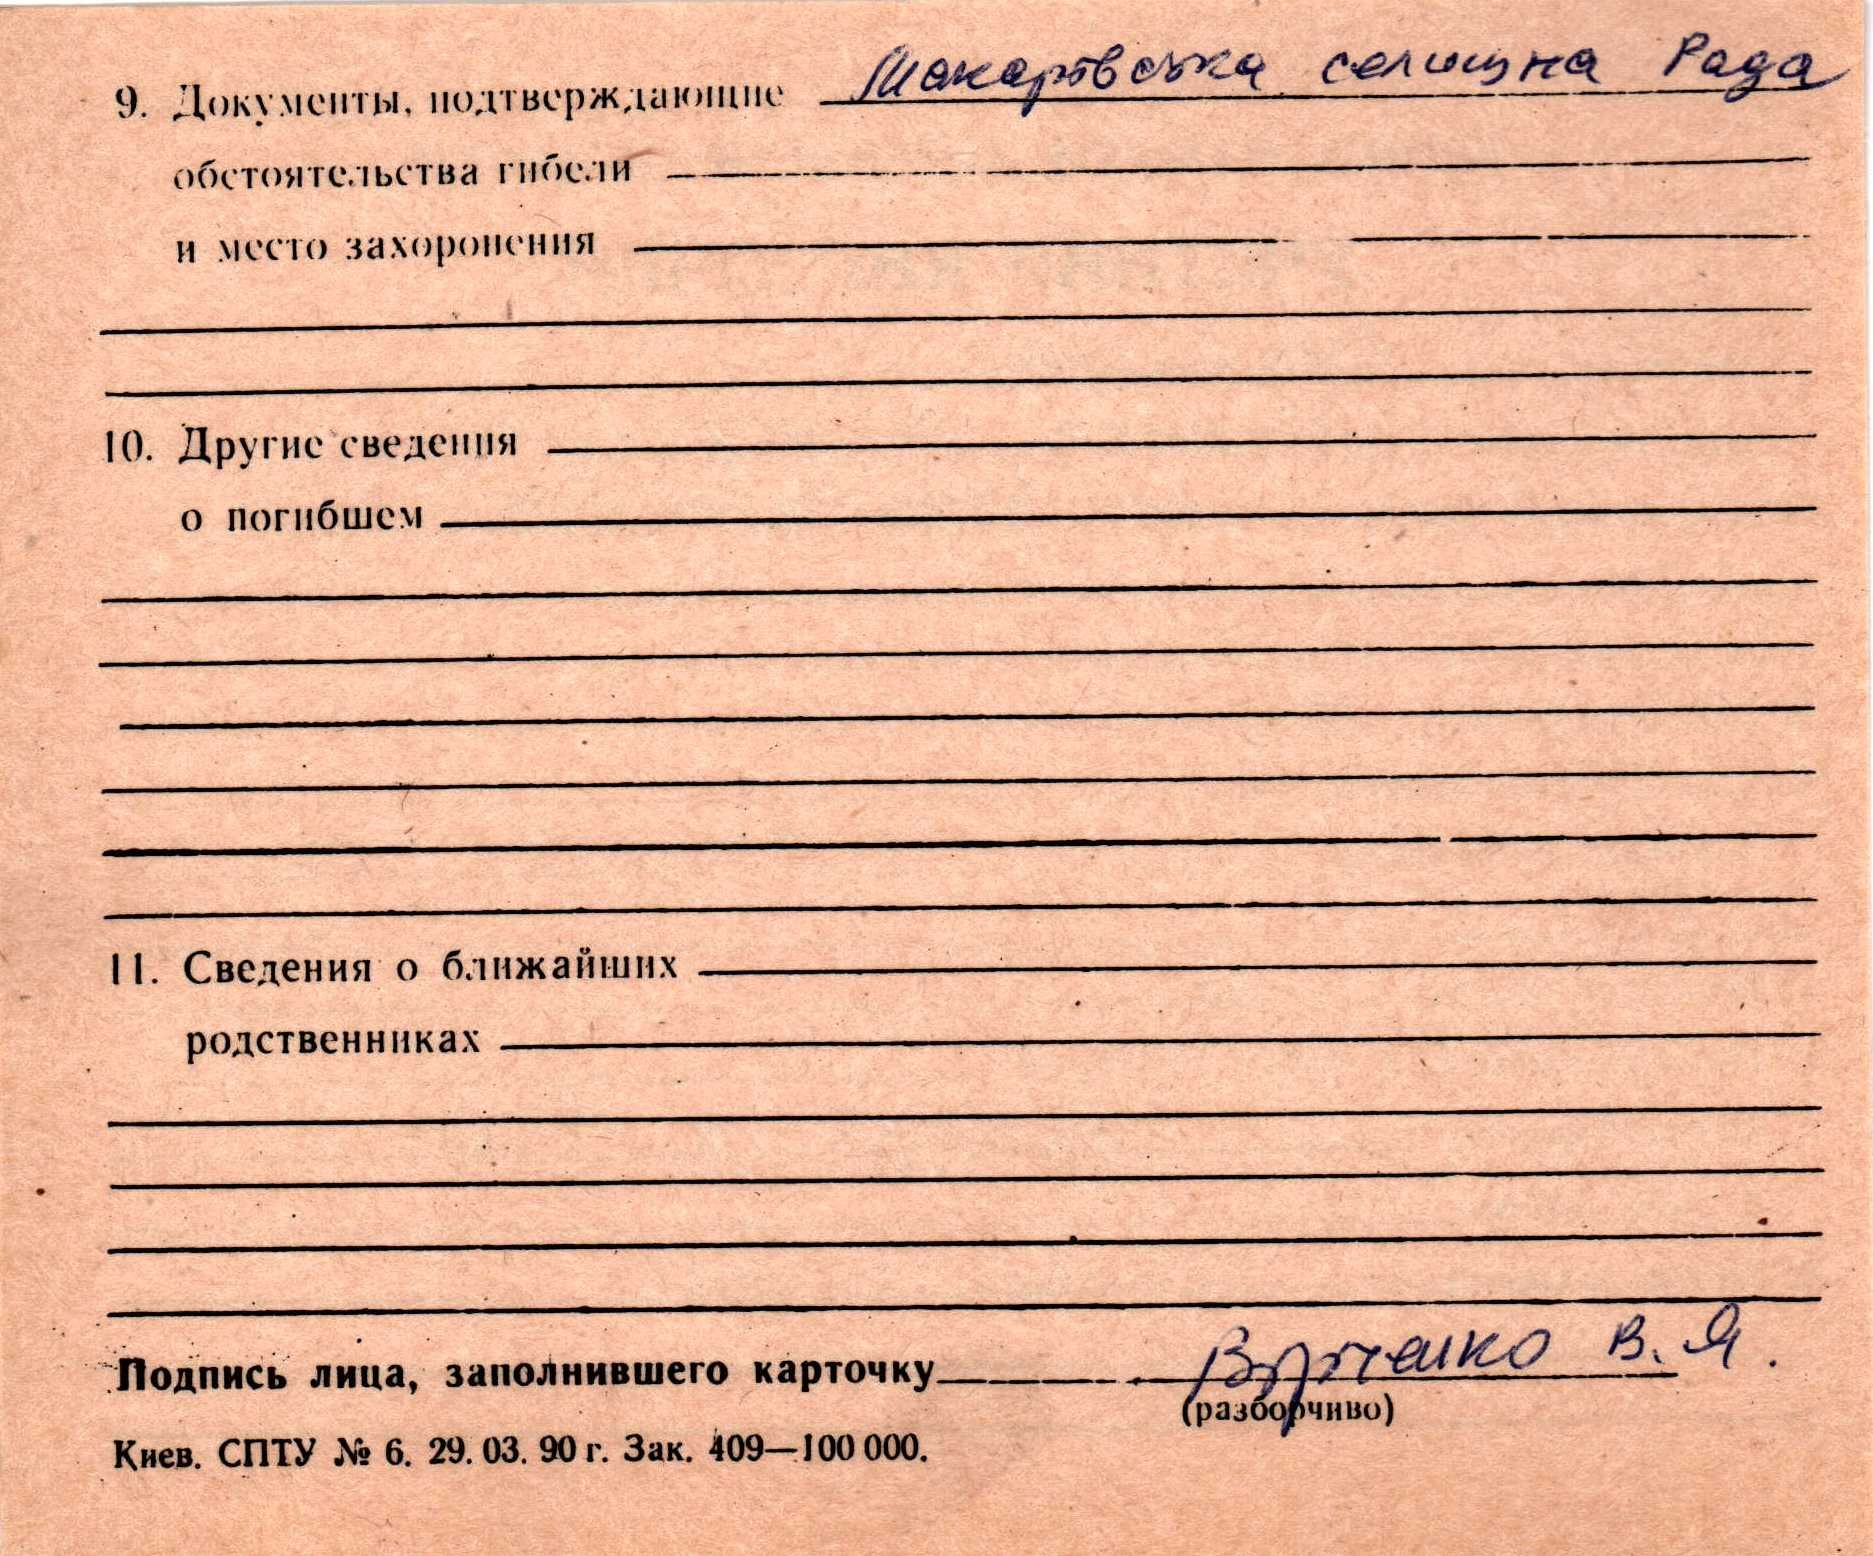 9. Документы, подтверждающие Макарівська селищна Рада
обстоятельства гибели
и место захоронения
10. Другие сведения
о погибшем
11. Сведения о ближайших
родственниках
Подпись лица, заполнившего карточку В. Я.
(разборчиво)
Киев. СПТУ № 6. 29. 03. 90 г. Зак. 409—100 000.